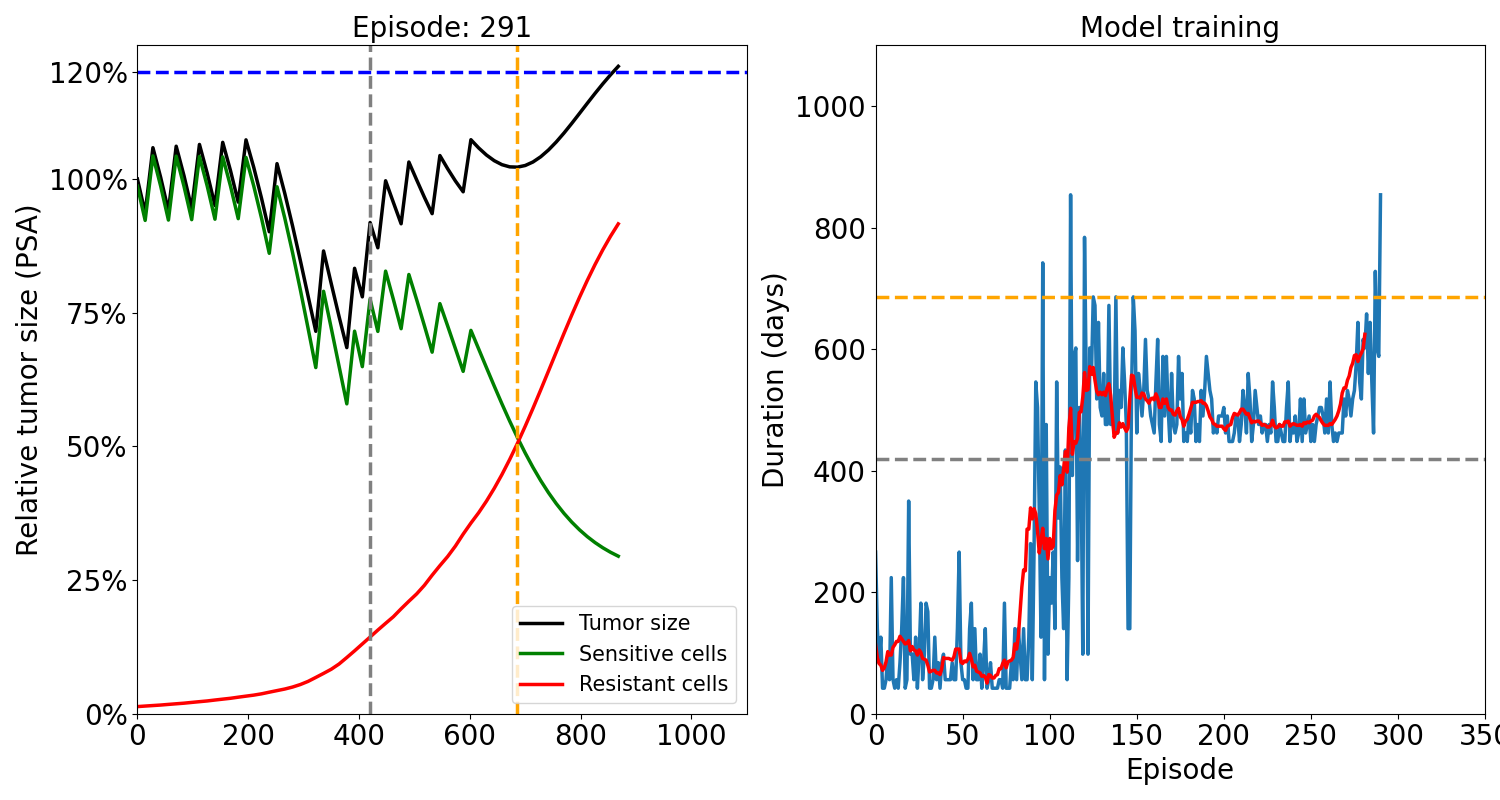 Episode: 291
Relative tumor size (PSA)
120%
100%
75%
50%
25%
0%
0 200 400 600 800 1000
Tumor size
Sensitive cells
Resistant cells
Model training
Duration (days)
1000
800
600
400
200
0
0 50 100 150 200 250 300 350
Episode